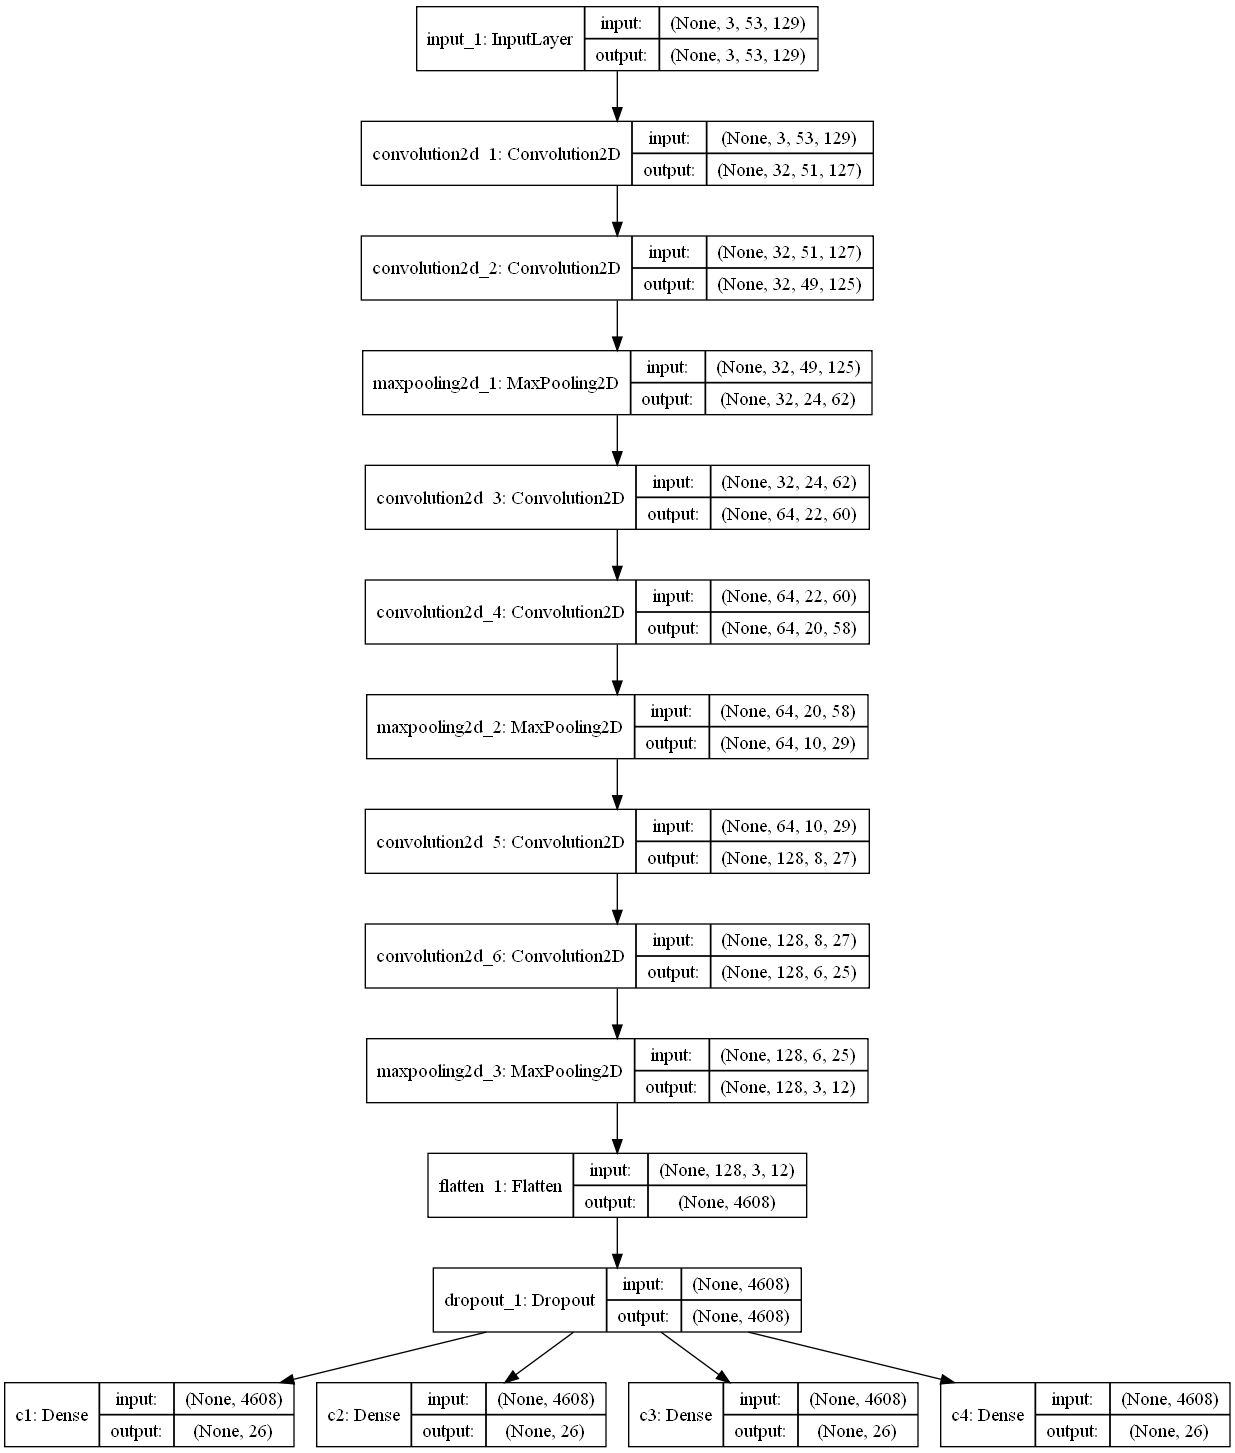 input_1: InputLayer
input: (None, 3, 53, 129)
output: (None, 3, 53, 129)
convolution2d_1: Convolution2D
input: (None, 3, 53, 129)
output: (None, 32, 51, 127)
convolution2d_2: Convolution2D
input: (None, 32, 51, 127)
output: (None, 32, 49, 125)
maxpooling2d_1: MaxPooling2D
input: (None, 32, 49, 125)
output: (None, 32, 24, 62)
convolution2d_3: Convolution2D
input: (None, 32, 24, 62)
output: (None, 64, 22, 60)
convolution2d_4: Convolution2D
input: (None, 64, 22, 60)
output: (None, 64, 20, 58)
maxpooling2d_2: MaxPooling2D
input: (None, 64, 20, 58)
output: (None, 64, 10, 29)
convolution2d_5: Convolution2D
input: (None, 64, 10, 29)
output: (None, 128, 8, 27)
convolution2d_6: Convolution2D
input: (None, 128, 8, 27)
output: (None, 128, 6, 25)
maxpooling2d_3: MaxPooling2D
input: (None, 128, 6, 25)
output: (None, 128, 3, 12)
flatten_1: Flatten
input: (None, 128, 3, 12)
output: (None, 4608)
dropout_1: Dropout
input: (None, 4608)
output: (None, 4608)
c1: Dense
input: (None, 4608)
output: (None, 26)
c2: Dense
input: (None, 4608)
output: (None, 26)
c3: Dense
input: (None, 4608)
output: (None, 26)
c4: Dense
input: (None, 4608)
output: (None, 26)